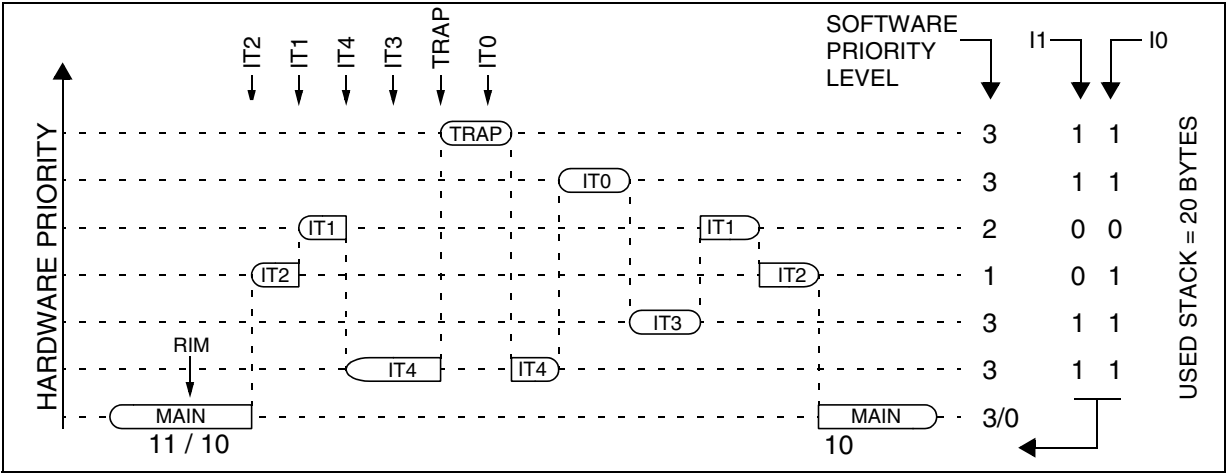 IT2
IT1
IT4
IT3
TRAP
IT0
SOFTWARE
PRIORITY
LEVEL
I1
I0
HARDWARE PRIORITY
TRAP
3
1 1
IT0
3
1 1
IT1
IT1
2
0 0
IT2
IT2
1
0 1
IT3
3
1 1
RIM
IT4
IT4
3
1 1
MAIN
MAIN
3/0
11 / 10
10
USED STACK = 20 BYTES